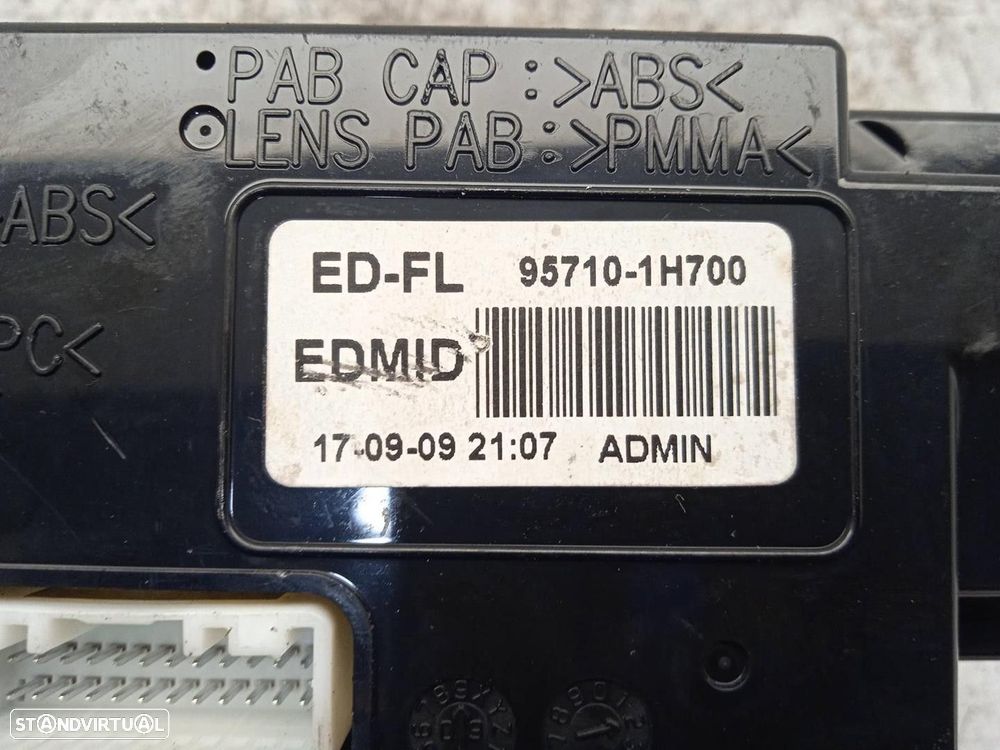 PAB CAP : >ABS<
LENS PAB : >PMMA<
>ABS<
PC<
ED-FL 95710-1H700
EDMID
17-09-09 21:07 ADMIN
STANDVIRTUAL